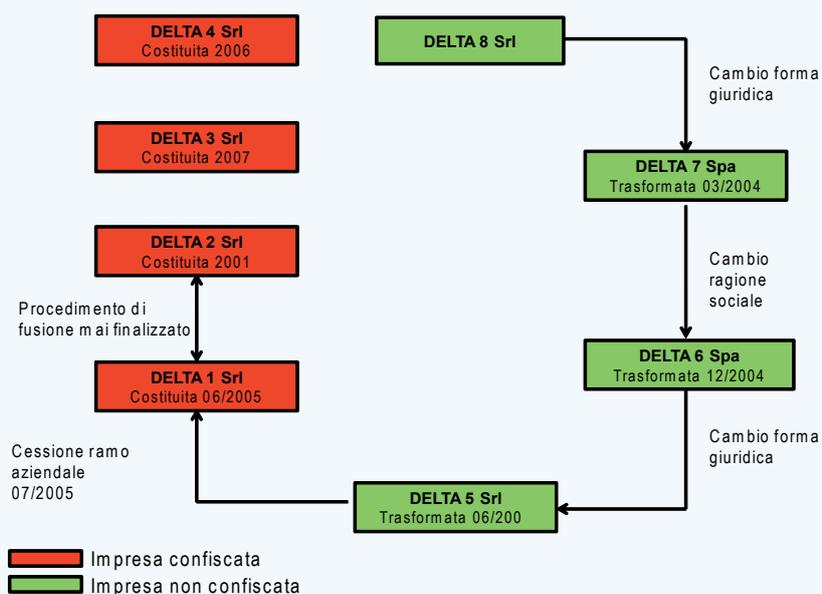 DELTA 4 Srl
Costituita 2006
DELTA 8 Srl
Cambio forma
giuridica
DELTA 3 Srl
Costituita 2007
DELTA 7 Spa
Trasformata 03/2004
DELTA 2 Srl
Costituita 2001
Cambio
ragione
sociale
Procedimento di
fusione mai finalizzato
DELTA 6 Spa
Trasformata 12/2004
DELTA 1 Srl
Costituita 06/2005
Cambio forma
giuridica
Cessione ramo
aziendale
07/2005
DELTA 5 Srl
Trasformata 06/200
Impresa confiscata
Impresa non confiscata